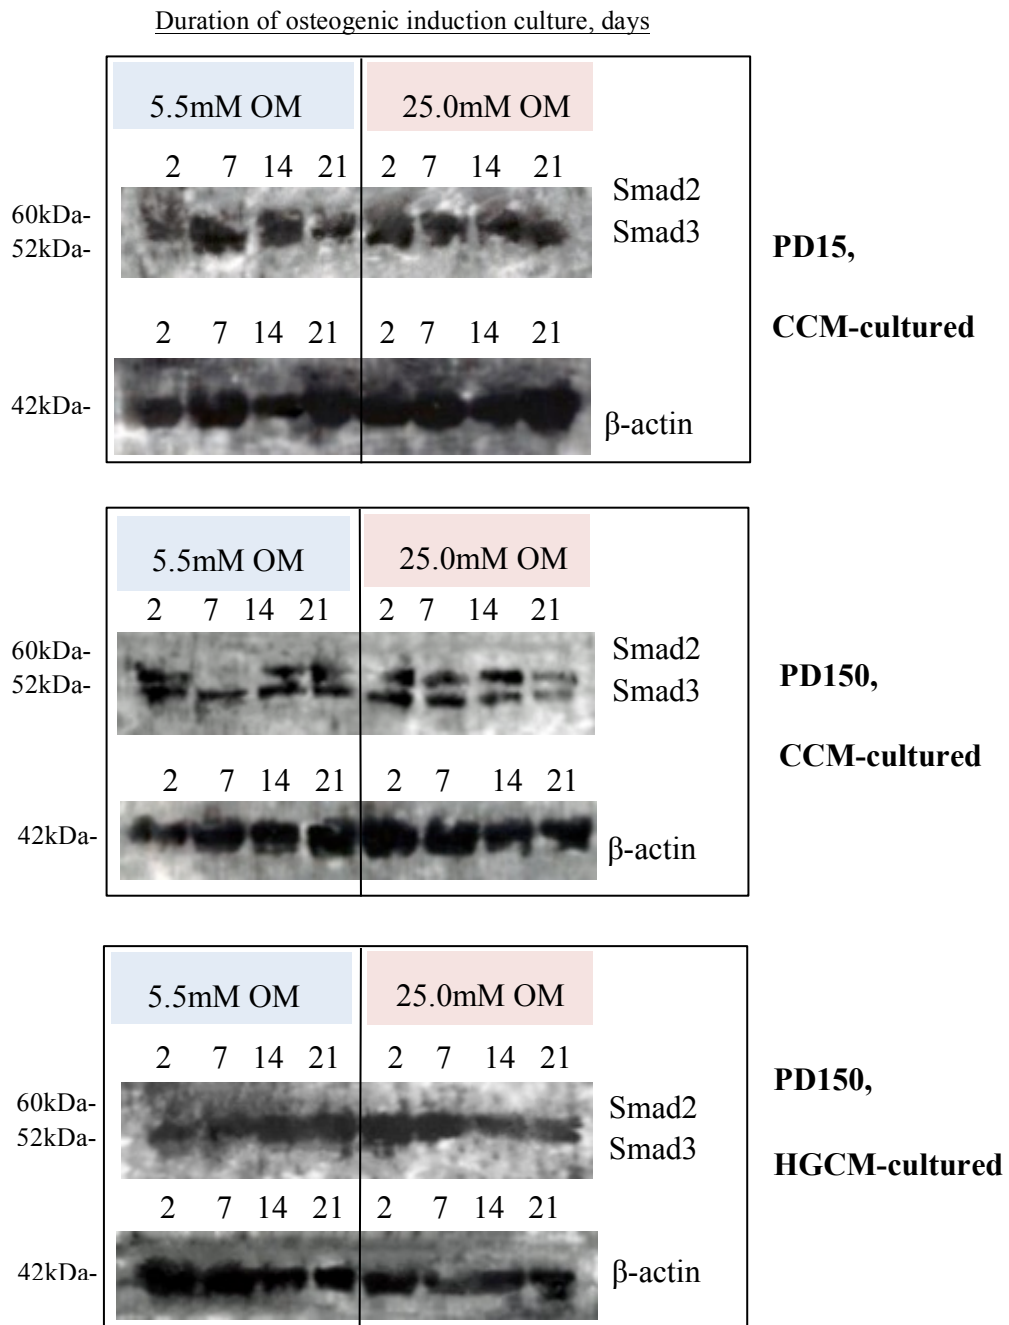 Duration of osteogenic induction culture, days
5.5mM OM 25.0mM OM
2 7 14 21 2 7 14 21
Smad2
60kDa-
Smad3
52kDa-
PD15,
CCM-cultured
2 7 14 21 2 7 14 21
42kDa-
β-actin
5.5mM OM 25.0mM OM
2 7 14 21 2 7 14 21
60kDa- Smad2
52kDa- Smad3
PD150,
CCM-cultured
2 7 14 21 2 7 14 21
42kDa-
β-actin
5.5mM OM 25.0mM OM
2 7 14 21 2 7 14 21
PD150,
60kDa- Smad2
52kDa- Smad3
HGCM-cultured
2 7 14 21 2 7 14 21
42kDa- β-actin